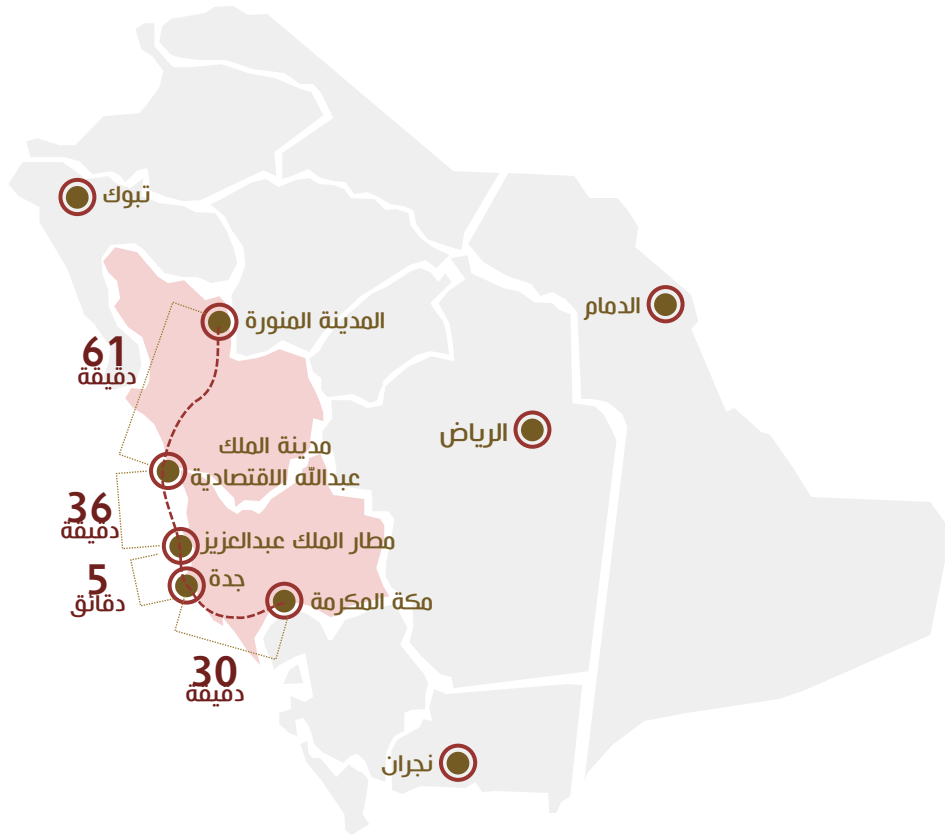 تبوك
الدمام
المدينة المنورة
61
دقيقة
الرياض
مدينة الملك
عبدالله الاقتصادية
36
دقيقة
مطار الملك عبدالعزيز
جدة
5
دقائق
مكة المكرمة
30
دقيقة
نجران